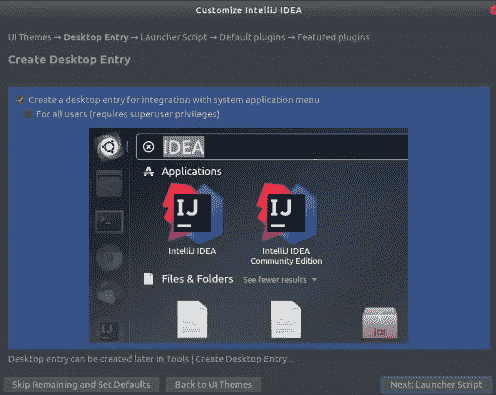 Customize IntelliJ IDEA
UI Themes → Desktop Entry → Launcher Script → Default plugins → Featured plugins
Create Desktop Entry
Create a desktop entry for integration with system application menu
For all users (requires superuser privileges)
IDEA
Applications
IJ
IJ
IntelliJ IDEA
IntelliJ IDEA
Community Edition
Files & Folders See fewer results
IJ
Desktop entry can be created later in Tools | Create Desktop Entry...
Skip Remaining and Set Defaults Back to UI Themes Next: Launcher Script